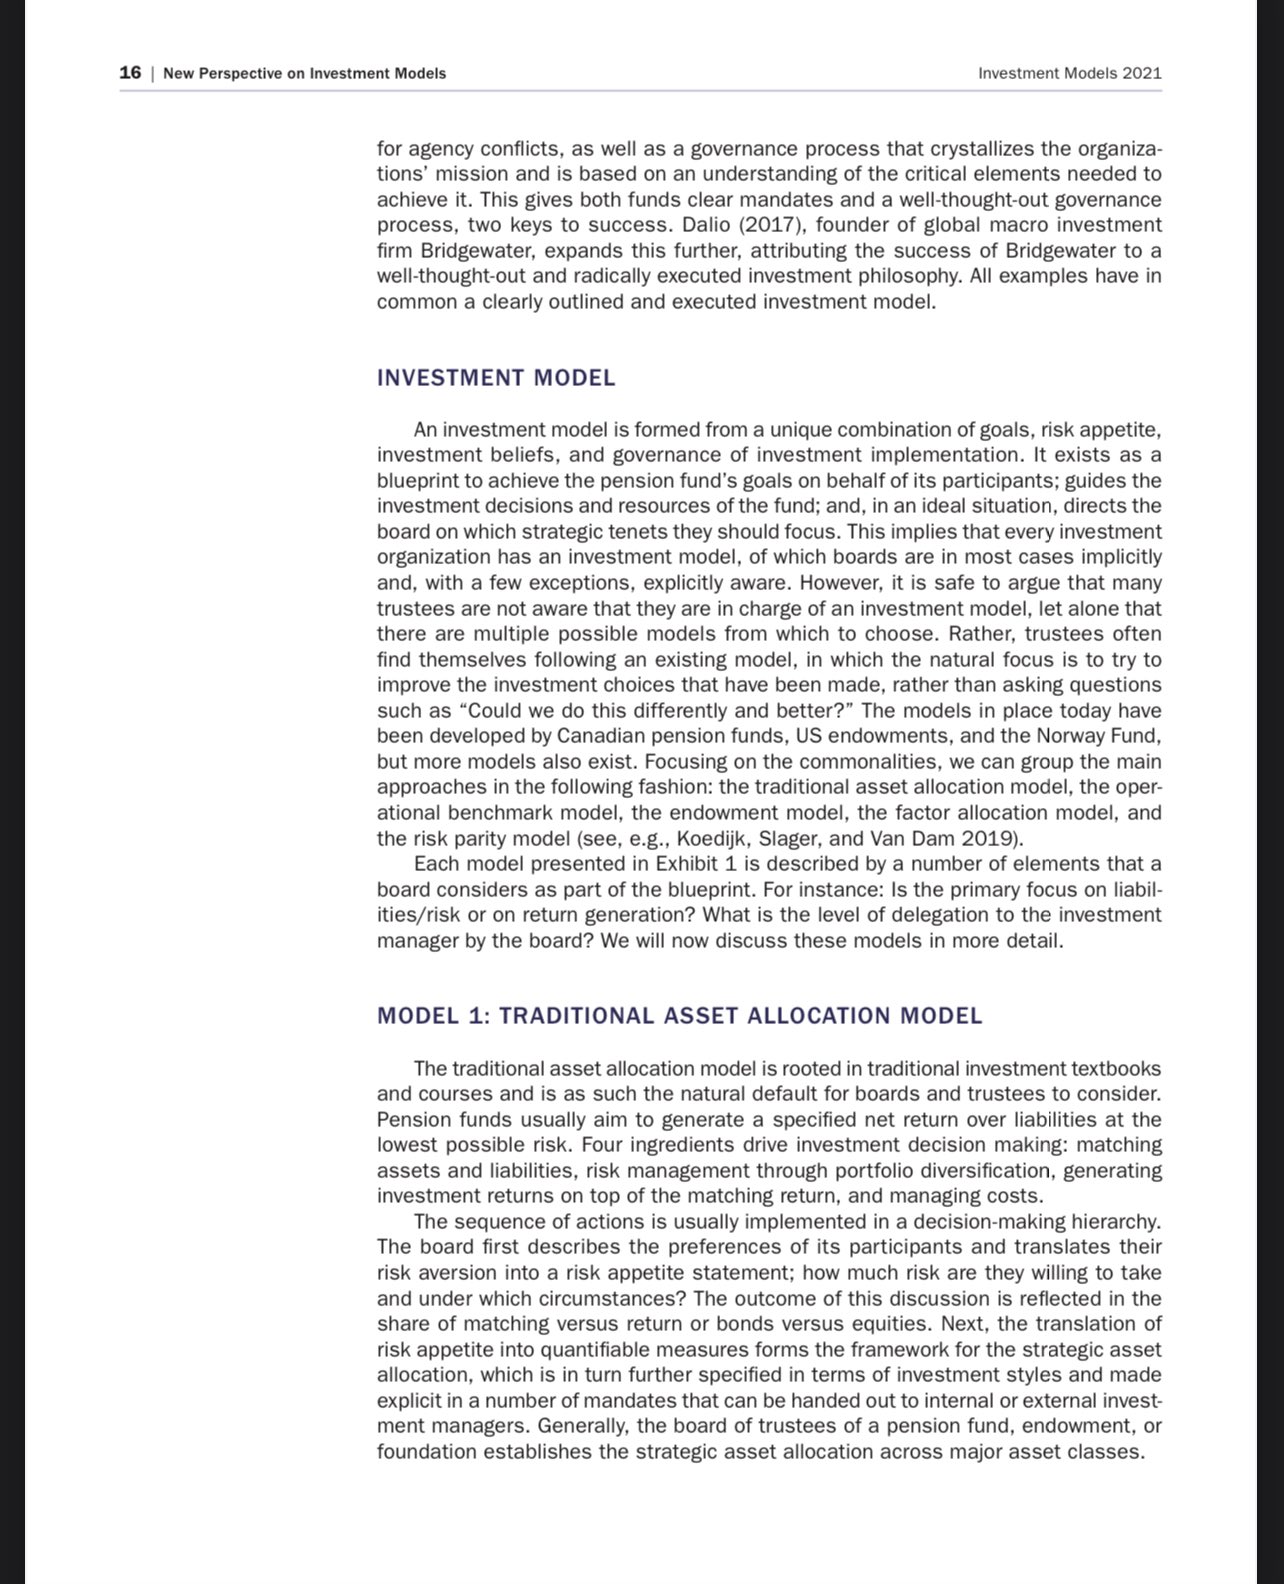 16 | New Perspective on Investment Models
Investment Models 2021
for agency conflicts, as well as a governance process that crystallizes the organiza-
tions’ mission and is based on an understanding of the critical elements needed to
achieve it. This gives both funds clear mandates and a well-thought-out governance
process, two keys to success. Dalio (2017), founder of global macro investment
firm Bridgewater, expands this further, attributing the success of Bridgewater to a
well-thought-out and radically executed investment philosophy. All examples have in
common a clearly outlined and executed investment model.
INVESTMENT MODEL
An investment model is formed from a unique combination of goals, risk appetite,
investment beliefs, and governance of investment implementation. It exists as a
blueprint to achieve the pension fund’s goals on behalf of its participants; guides the
investment decisions and resources of the fund; and, in an ideal situation, directs the
board on which strategic tenets they should focus. This implies that every investment
organization has an investment model, of which boards are in most cases implicitly
and, with a few exceptions, explicitly aware. However, it is safe to argue that many
trustees are not aware that they are in charge of an investment model, let alone that
there are multiple possible models from which to choose. Rather, trustees often
find themselves following an existing model, in which the natural focus is to try to
improve the investment choices that have been made, rather than asking questions
such as “Could we do this differently and better?” The models in place today have
been developed by Canadian pension funds, US endowments, and the Norway Fund,
but more models also exist. Focusing on the commonalities, we can group the main
approaches in the following fashion: the traditional asset allocation model, the oper-
ational benchmark model, the endowment model, the factor allocation model, and
the risk parity model (see, e.g., Koedijk, Slager, and Van Dam 2019).
Each model presented in Exhibit 1 is described by a number of elements that a
board considers as part of the blueprint. For instance: Is the primary focus on liabil-
ities/risk or on return generation? What is the level of delegation to the investment
manager by the board? We will now discuss these models in more detail.
MODEL 1: TRADITIONAL ASSET ALLOCATION MODEL
The traditional asset allocation model is rooted in traditional investment textbooks
and courses and is as such the natural default for boards and trustees to consider.
Pension funds usually aim to generate a specified net return over liabilities at the
lowest possible risk. Four ingredients drive investment decision making: matching
assets and liabilities, risk management through portfolio diversification, generating
investment returns on top of the matching return, and managing costs.
The sequence of actions is usually implemented in a decision-making hierarchy.
The board first describes the preferences of its participants and translates their
risk aversion into a risk appetite statement; how much risk are they willing to take
and under which circumstances? The outcome of this discussion is reflected in the
share of matching versus return or bonds versus equities. Next, the translation of
risk appetite into quantifiable measures forms the framework for the strategic asset
allocation, which is in turn further specified in terms of investment styles and made
explicit in a number of mandates that can be handed out to internal or external invest-
ment managers. Generally, the board of trustees of a pension fund, endowment, or
foundation establishes the strategic asset allocation across major asset classes.